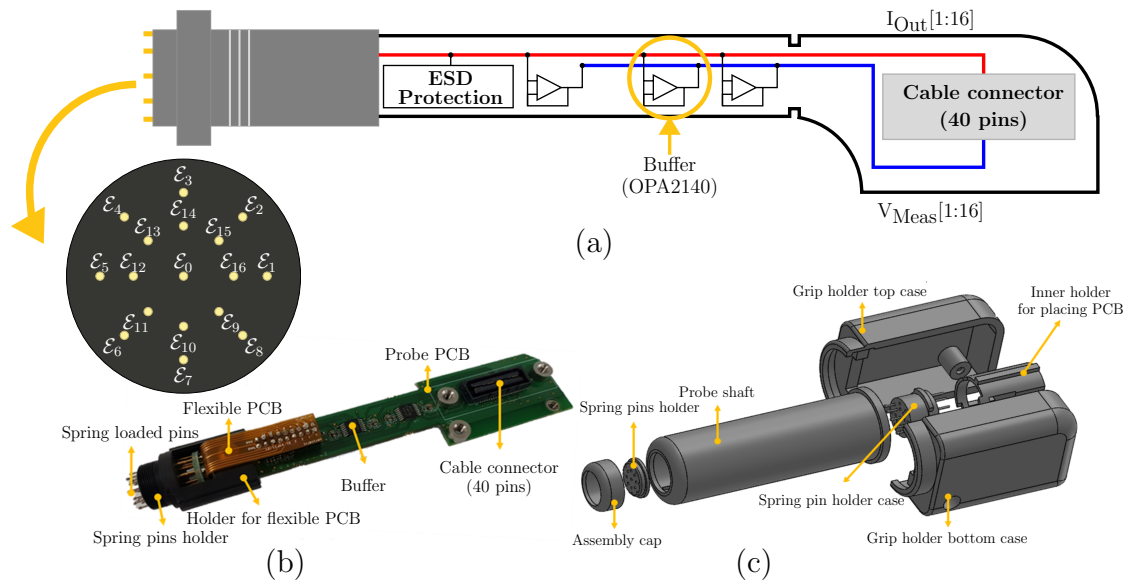 I_Out[1:16]
ESD
Protection
Cable connector
(40 pins)
Buffer
(OPA2140)
V_Meas[1:16]
(a)
ℰ3
ℰ4
ℰ2
ℰ14
ℰ13
ℰ15
ℰ5
ℰ12
ℰ0
ℰ16
ℰ1
ℰ11
ℰ9
ℰ6
ℰ10
ℰ8
ℰ7
Probe PCB
Flexible PCB
Spring loaded pins
Cable connector
(40 pins)
Buffer
Holder for flexible PCB
Spring pins holder
(b)
Grip holder top case
Inner holder
for placing PCB
Probe shaft
Spring pins holder
Spring pin holder case
Assembly cap
Grip holder bottom case
(c)